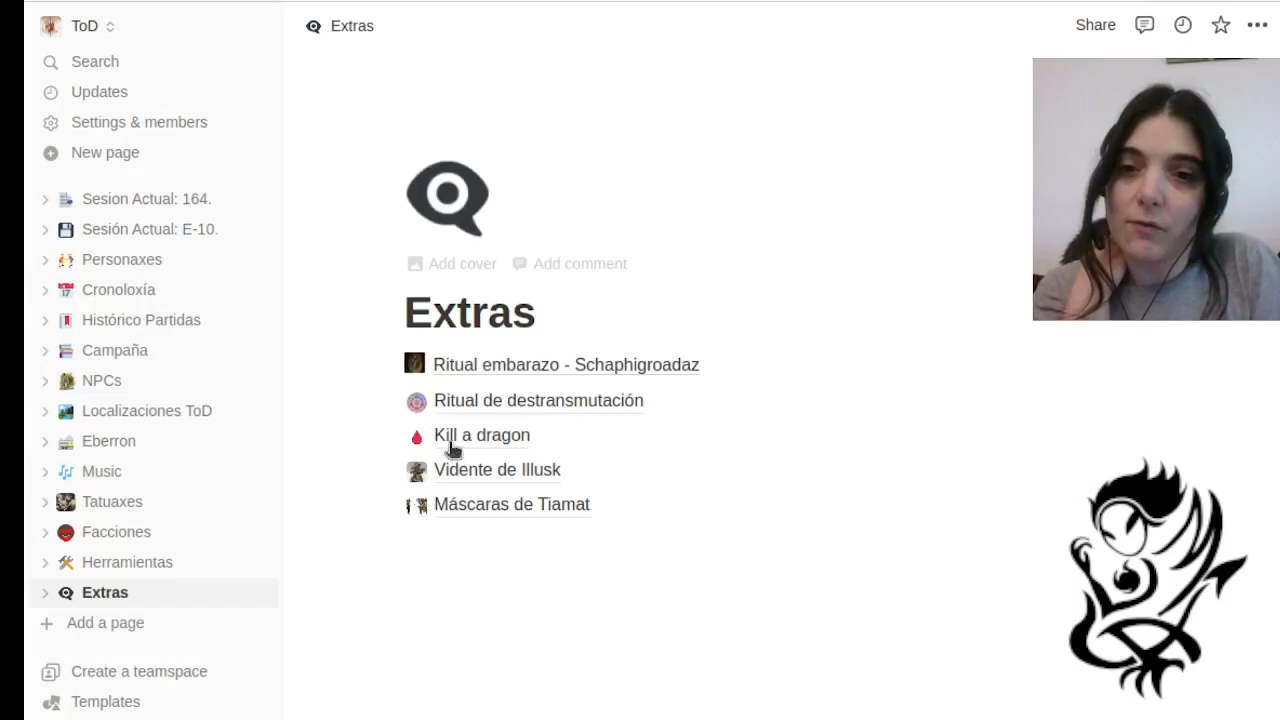 ToD
Search
Updates
Settings & members
New page
Sesion Actual: 164.
Sesión Actual: E-10.
Personaxes
Cronoloxía
Histórico Partidas
Campaña
NPCs
Localizaciones ToD
Eberron
Music
Tatuaxes
Facciones
Herramientas
Extras
Add a page
Create a teamspace
Templates
Extras
Share
Add cover
Add comment
Extras
Ritual embarazo - Schaphigroadaz
Ritual de destransmutación
Kill a dragon
Vidente de Illusk
Máscaras de Tiamat